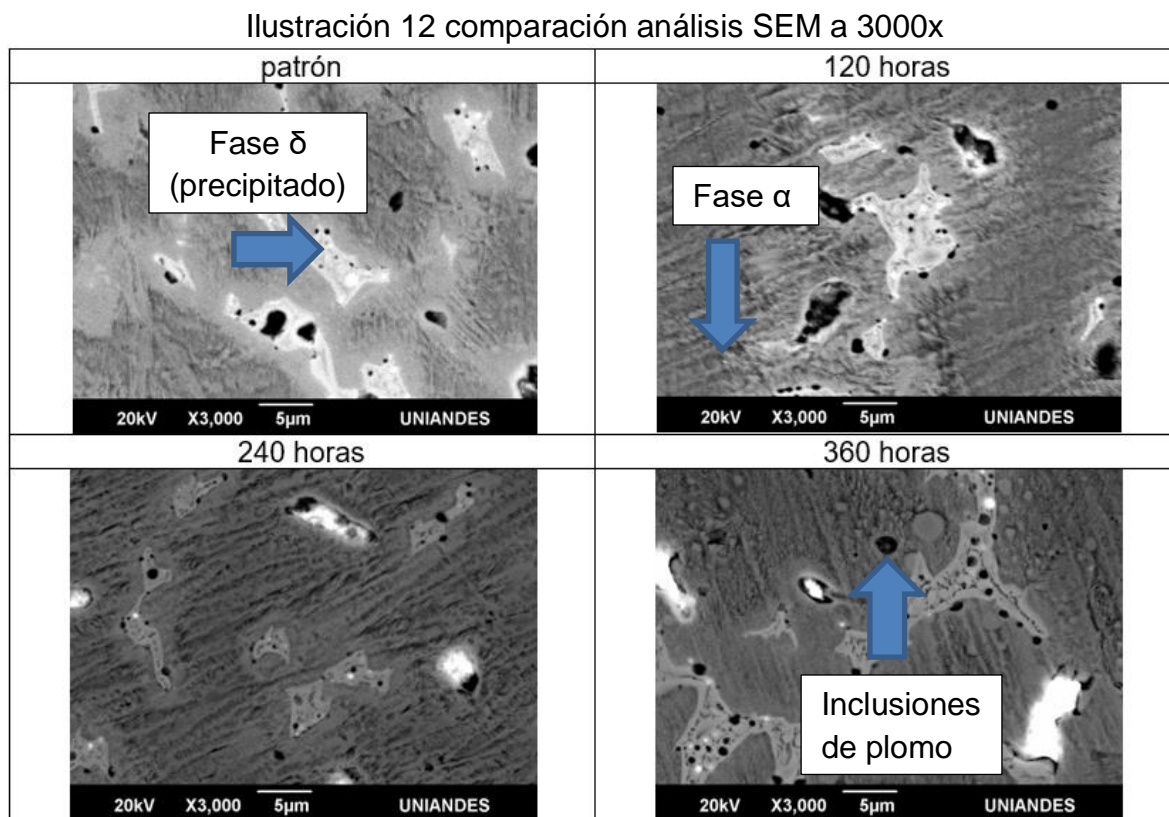 Ilustración 12 comparación análisis SEM a 3000x
patrón
120 horas
Fase δ
(precipitado)
Fase α
20kV X3,000 5µm UNIANDES
20kV X3,000 5µm UNIANDES
240 horas
360 horas
Inclusiones
de plomo
20kV X3,000 5µm UNIANDES
20kV X3,000 5µm UNIANDES